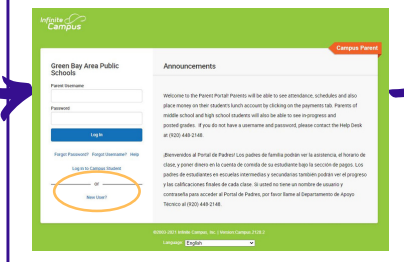 Infinite
Campus
Campus Parent
Green Bay Area Public
Schools
Parent Username
Password
Log In
Forgot Password? Forgot Username? Help
Log in to Campus Student
or
New User?
Announcements
Welcome to the Parent Portal! Parents will be able to see attendance, schedules and also
place money on their student's lunch account by clicking on the payments tab. Parents of
middle school and high school students will also be able to see in-progress and
posted grades. If you do not have a username and password, please contact the Help Desk
at (920) 448-2148.
¡Bienvenidos al Portal de Padres! Los padres de familia podrán ver la asistencia, el horario de
clase, y poner dinero en la cuenta de comida de su estudiante bajo la sección de pagos. Los
padres de estudiantes en escuelas intermedias y secundarias también podrán ver el progreso
y las calificaciones finales de cada clase. Si usted no tiene un nombre de usuario y
contraseña para acceder al Portal de Padres, por favor llame al Departamento de Apoyo
Técnico al (920) 448-2148.
©2003-2021 Infinite Campus, Inc. / Version Campus.2128.2
Language: English